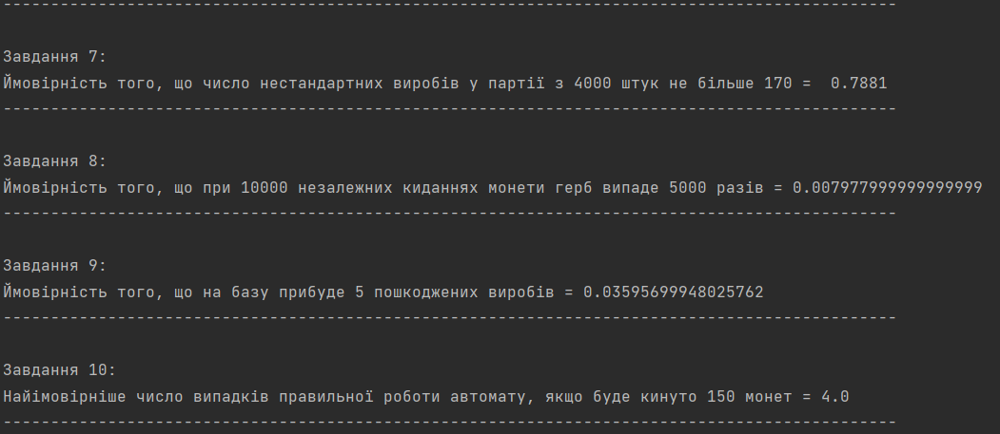 ----------------------------------------------------------------------------------------------
Завдання 7:
Ймовірність того, що число нестандартних виробів у партії з 4000 штук не більше 170 =  0.7881
----------------------------------------------------------------------------------------------
Завдання 8:
Ймовірність того, що при 10000 незалежних киданнях монети герб випаде 5000 разів = 0.007977999999999999
----------------------------------------------------------------------------------------------
Завдання 9:
Ймовірність того, що на базу прибуде 5 пошкоджених виробів = 0.03595699948025762
----------------------------------------------------------------------------------------------
Завдання 10:
Найімовірніше число випадків правильної роботи автомату, якщо буде кинуто 150 монет = 4.0
----------------------------------------------------------------------------------------------